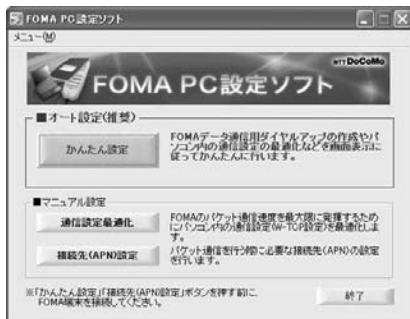 FOMA PC設定ソフト
メニュー(M)
NTT DoCoMo
FOMA PC設定ソフト
■オート設定(推奨)
かんたん設定
FOMAデータ通信用ダイヤルアップの作成やパ
ソコン内の通信設定の最適化などを画面表示に
従ってかんたんに行います。
■マニュアル設定
通信設定最適化
FOMAのパケット通信速度を最大限に発揮するため
にパソコン内の通信設定(W-TCP設定)を最適化しま
す。
接続先(APN)設定
パケット通信を行う際に必要な接続先(APN)の設定
を行います。
※「かんたん設定」「接続先(APN)設定」ボタンを押す前に、
FOMA端末を接続してください。
終了